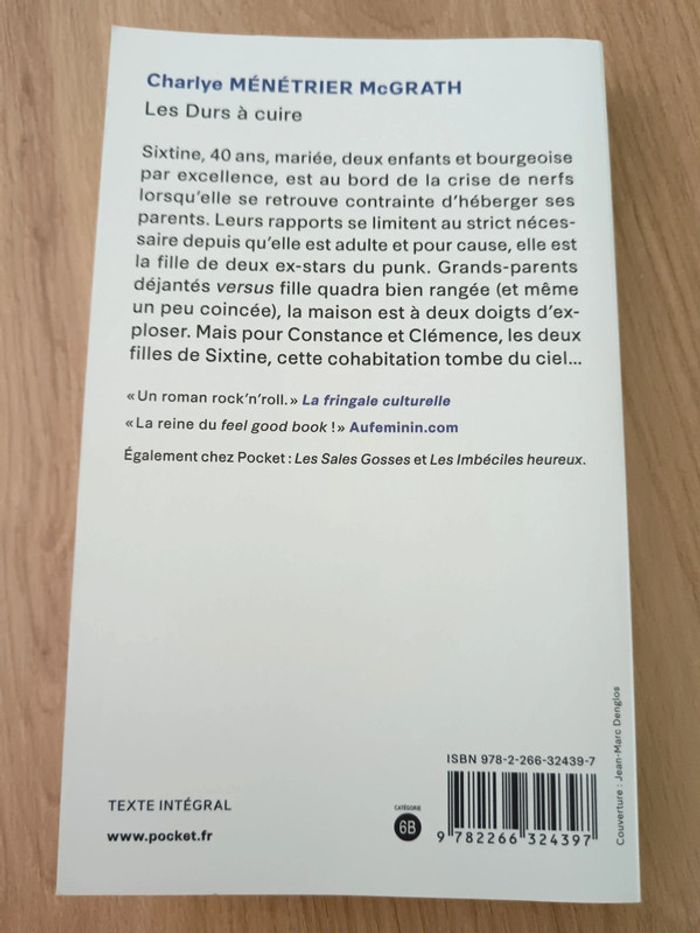 Charlye MÉNÉTRIER McGRATH
Les Durs à cuire
Sixtine, 40 ans, mariée, deux enfants et bourgeoise
par excellence, est au bord de la crise de nerfs
lorsqu'elle se retrouve contrainte d'héberger ses
parents. Leurs rapports se limitent au strict néces-
saire depuis qu'elle est adulte et pour cause, elle est
la fille de deux ex-stars du punk. Grands-parents
déjantés versus fille quadra bien rangée (et même
un peu coincée), la maison est à deux doigts d'ex-
ploser. Mais pour Constance et Clémence, les deux
filles de Sixtine, cette cohabitation tombe du ciel...
« Un roman rock'n'roll. » La fringale culturelle
« La reine du feel good book ! » Aufeminin.com
Également chez Pocket : Les Sales Gosses et Les Imbéciles heureux.
ISBN 978-2-266-32439-7
TEXTE INTÉGRAL
www.pocket.fr
CATÉGORIE
6B
9 782266 324397
Couverture : Jean-Marc Denglos